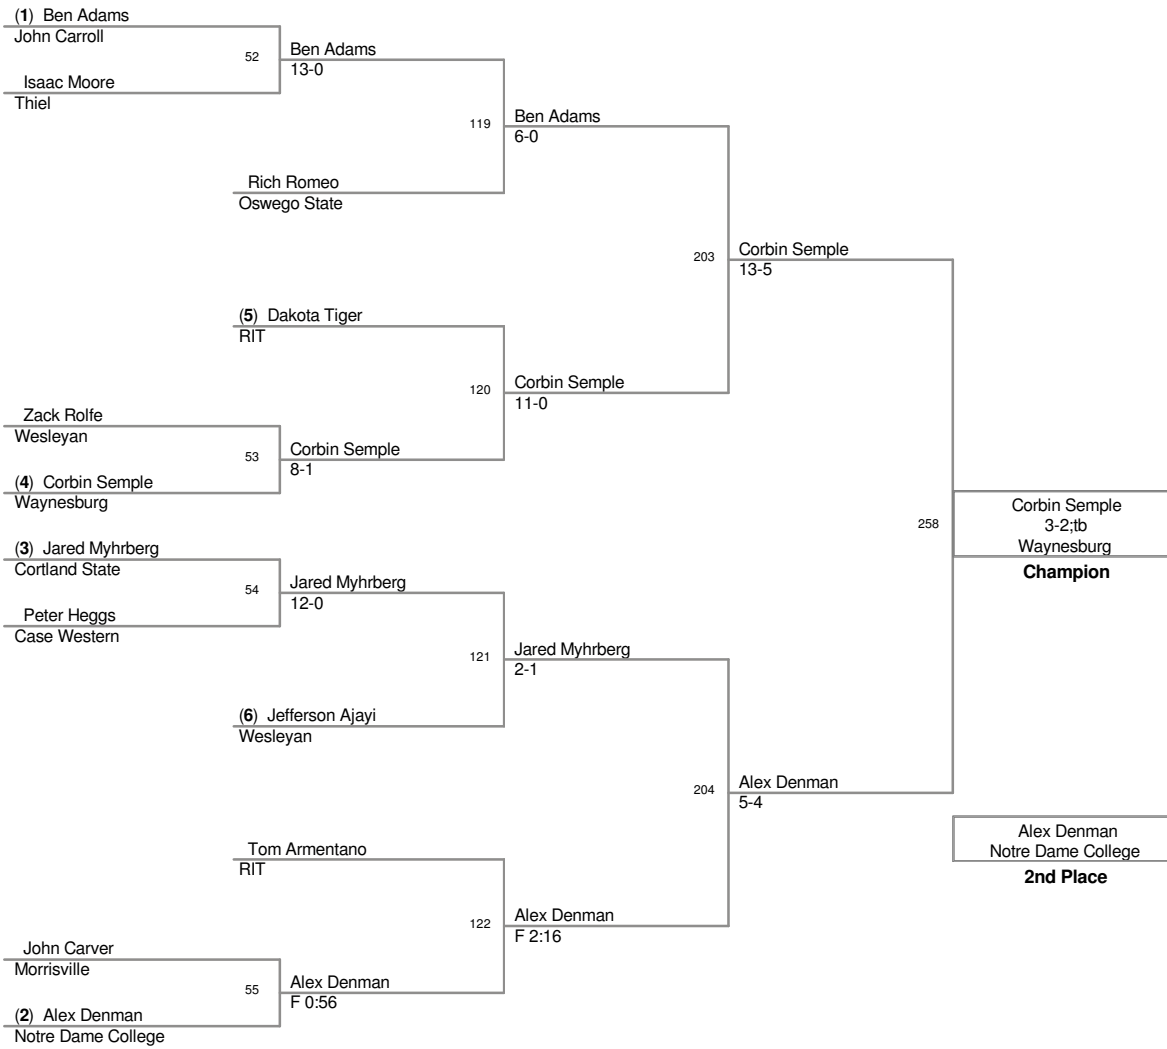 (1) Ben Adams
John Carroll
52
Ben Adams
13-0
Isaac Moore
Thiel
119
Ben Adams
6-0
Rich Romeo
Oswego State
203
Corbin Semple
13-5
(5) Dakota Tiger
RIT
120
Corbin Semple
11-0
Zack Rolfe
Wesleyan
53
Corbin Semple
8-1
(4) Corbin Semple
Waynesburg
258
Corbin Semple
3-2;tb
Waynesburg
Champion
(3) Jared Myhrberg
Cortland State
54
Jared Myhrberg
12-0
Peter Heggs
Case Western
121
Jared Myhrberg
2-1
(6) Jefferson Ajayi
Wesleyan
204
Alex Denman
5-4
Alex Denman
Notre Dame College
2nd Place
Tom Armentano
RIT
122
Alex Denman
F 2:16
John Carver
Morrisville
55
Alex Denman
F 0:56
(2) Alex Denman
Notre Dame College